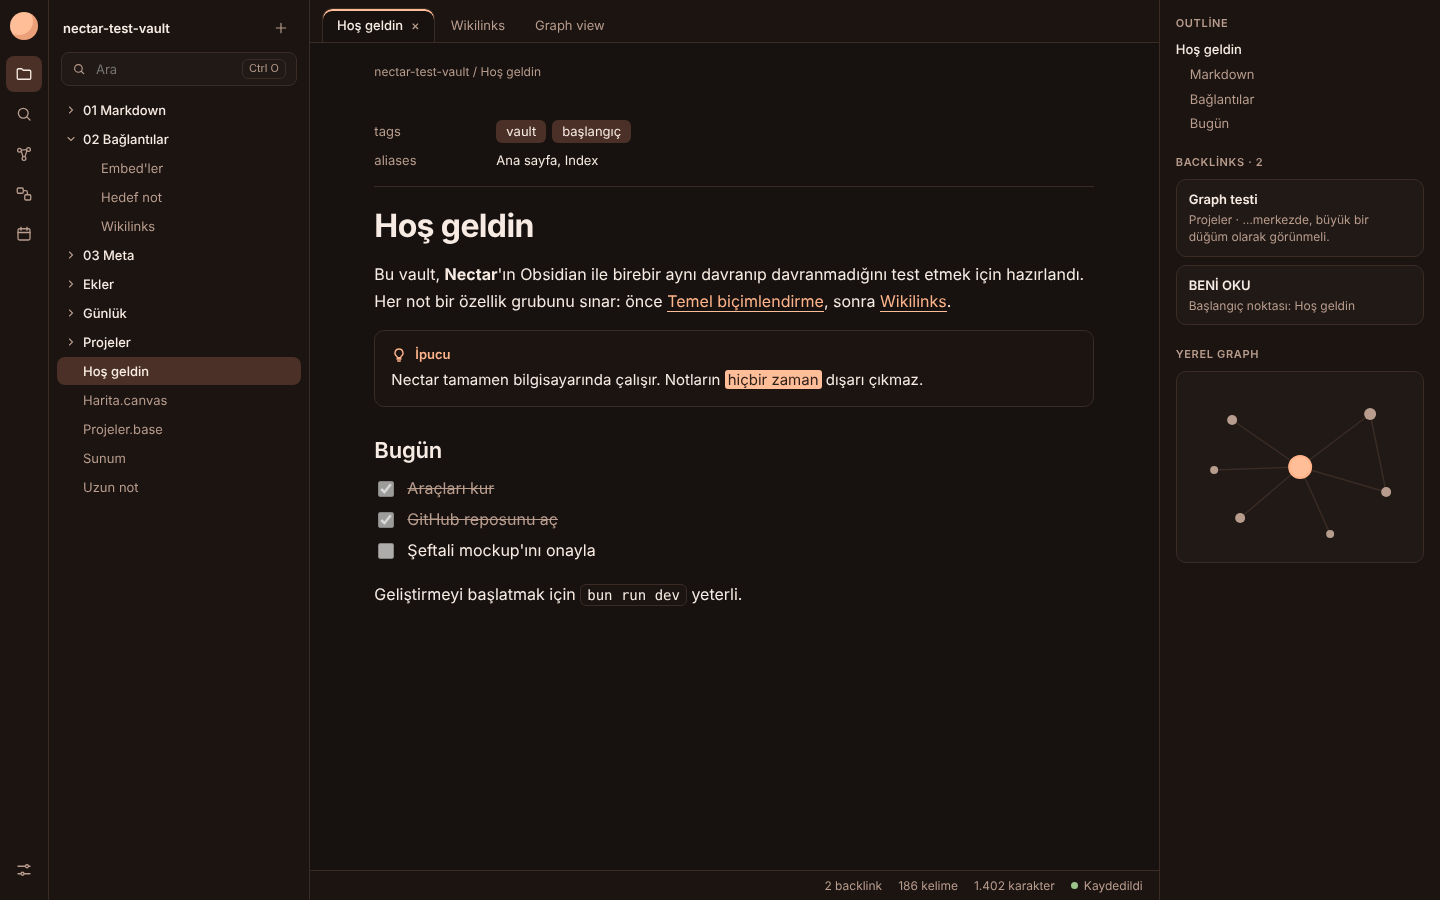 nectar-test-vault
Ara
Ctrl O
01 Markdown
02 Bağlantılar
Embed'ler
Hedef not
Wikilinks
03 Meta
Ekler
Günlük
Projeler
Hoş geldin
Harita.canvas
Projeler.base
Sunum
Uzun not
Hoş geldin ×
Wikilinks
Graph view
nectar-test-vault / Hoş geldin
tags vault başlangıç
aliases Ana sayfa, Index
Hoş geldin
Bu vault, Nectar'ın Obsidian ile birebir aynı davranıp davranmadığını test etmek için hazırlandı.
Her not bir özellik grubunu sınar: önce Temel biçimlendirme, sonra Wikilinks.
İpucu
Nectar tamamen bilgisayarında çalışır. Notların hiçbir zaman dışarı çıkmaz.
Bugün
Araçları kur
GitHub reposunu aç
Şeftali mockup'ını onayla
Geliştirmeyi başlatmak için bun run dev yeterli.
2 backlink 186 kelime 1.402 karakter Kaydedildi
OUTLİNE
Hoş geldin
Markdown
Bağlantılar
Bugün
BACKLİNKS · 2
Graph testi
Projeler · …merkezde, büyük bir
düğüm olarak görünmeli.
BENİ OKU
Başlangıç noktası: Hoş geldin
YEREL GRAPH